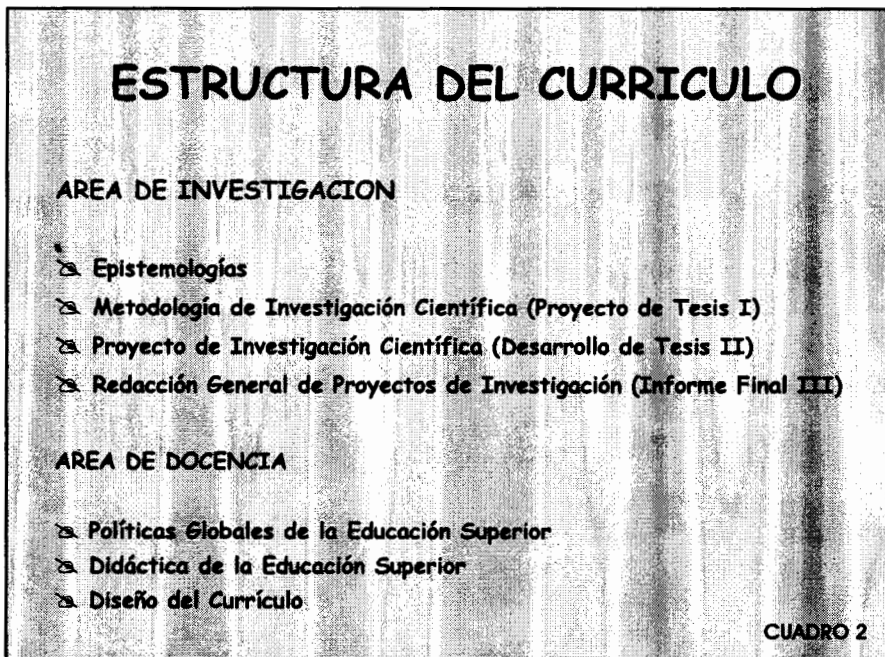 ESTRUCTURA DEL CURRICULO
AREA DE INVESTIGACION
Epistemologías
Metodología de Investigación Científica (Proyecto de Tesis I)
Proyecto de Investigación Científica (Desarrollo de Tesis II)
Redacción General de Proyectos de Investigación (Informe Final III)
AREA DE DOCENCIA
Políticas Globales de la Educación Superior
Didáctica de la Educación Superior
Diseño del Currículo
CUADRO 2